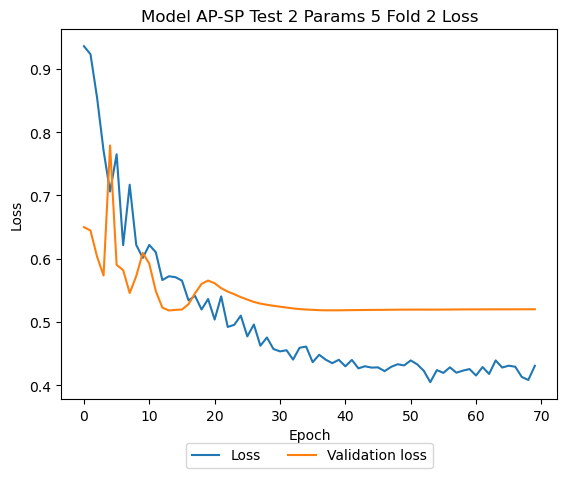 Model AP-SP Test 2 Params 5 Fold 2 Loss
0.9
0.8
0.7
0.6
0.5
0.4
Loss
0 10 20 30 40 50 60 70
Epoch
Loss Validation loss